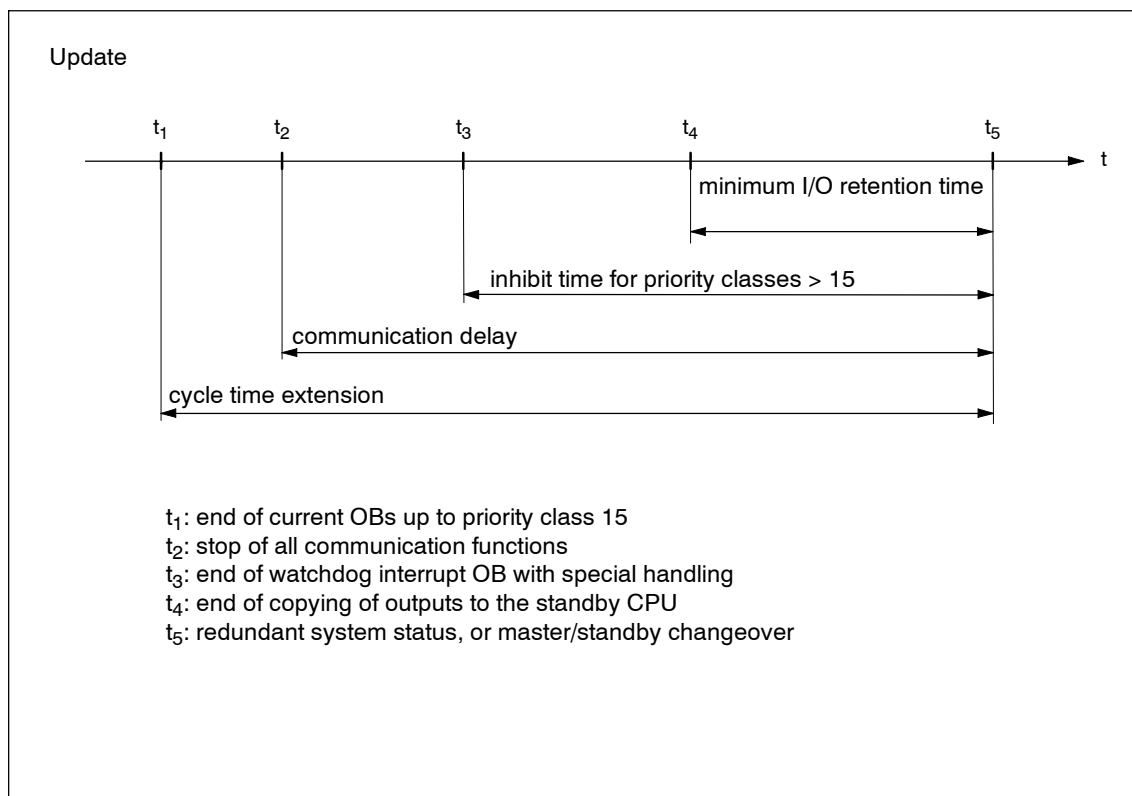 Update
t1 t2 t3 t4 t5
t
minimum I/O retention time
inhibit time for priority classes > 15
communication delay
cycle time extension
t1: end of current OBs up to priority class 15
t2: stop of all communication functions
t3: end of watchdog interrupt OB with special handling
t4: end of copying of outputs to the standby CPU
t5: redundant system status, or master/standby changeover